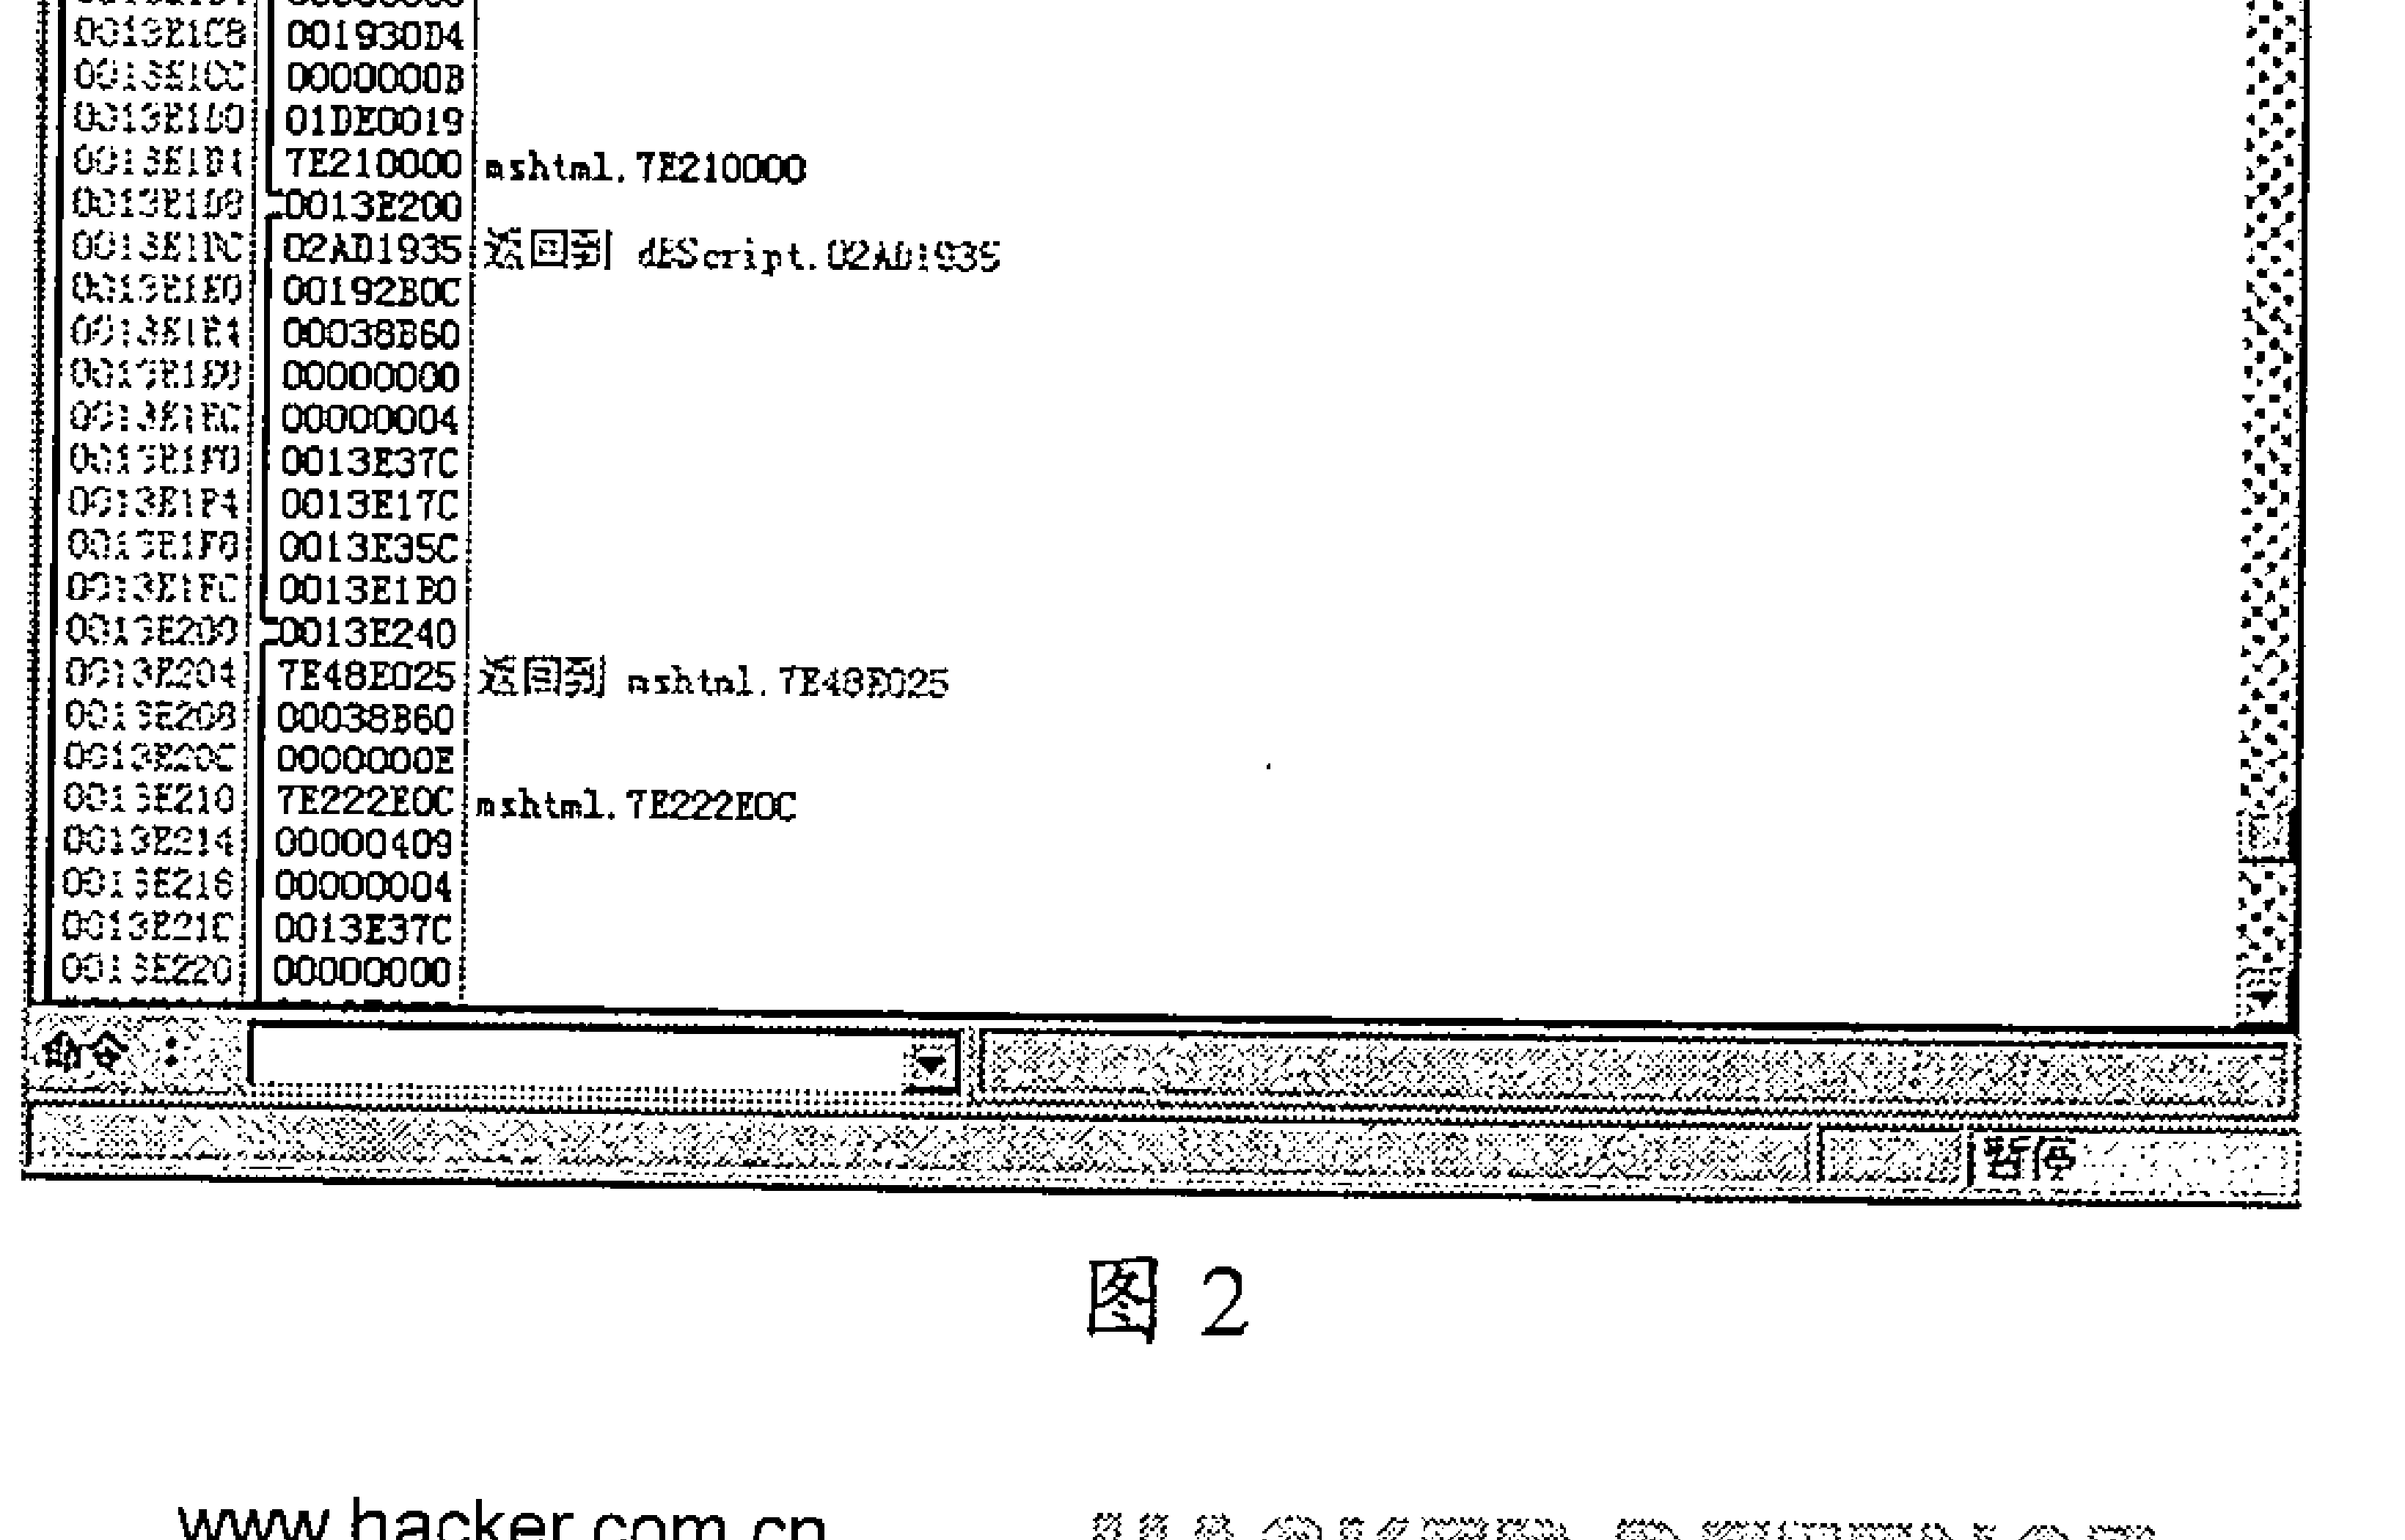 0013E1C8 001930D4
0013E1CC 0000000B
0013E1D0 01DE0019
0013E1D4 7E210000 mshtml.7E210000
0013E1D8 0013E200
0013E1DC 02AD1935 返回到 dEScript.02AD1935
0013E1E0 00192B0C
0013E1E4 00038B60
0013E1E8 00000000
0013E1EC 00000004
0013E1F0 0013E37C
0013E1F4 0013E17C
0013E1F8 0013E35C
0013E1FC 0013E1B0
0013E200 0013E240
0013E204 7E48E025 返回到 mshtml.7E48E025
0013E208 00038B60
0013E20C 0000000E
0013E210 7E222E0C mshtml.7E222E0C
0013E214 00000409
0013E218 00000004
0013E21C 0013E37C
0013E220 00000000
命令 :
暂停
图 2
www.hacker.com.cn